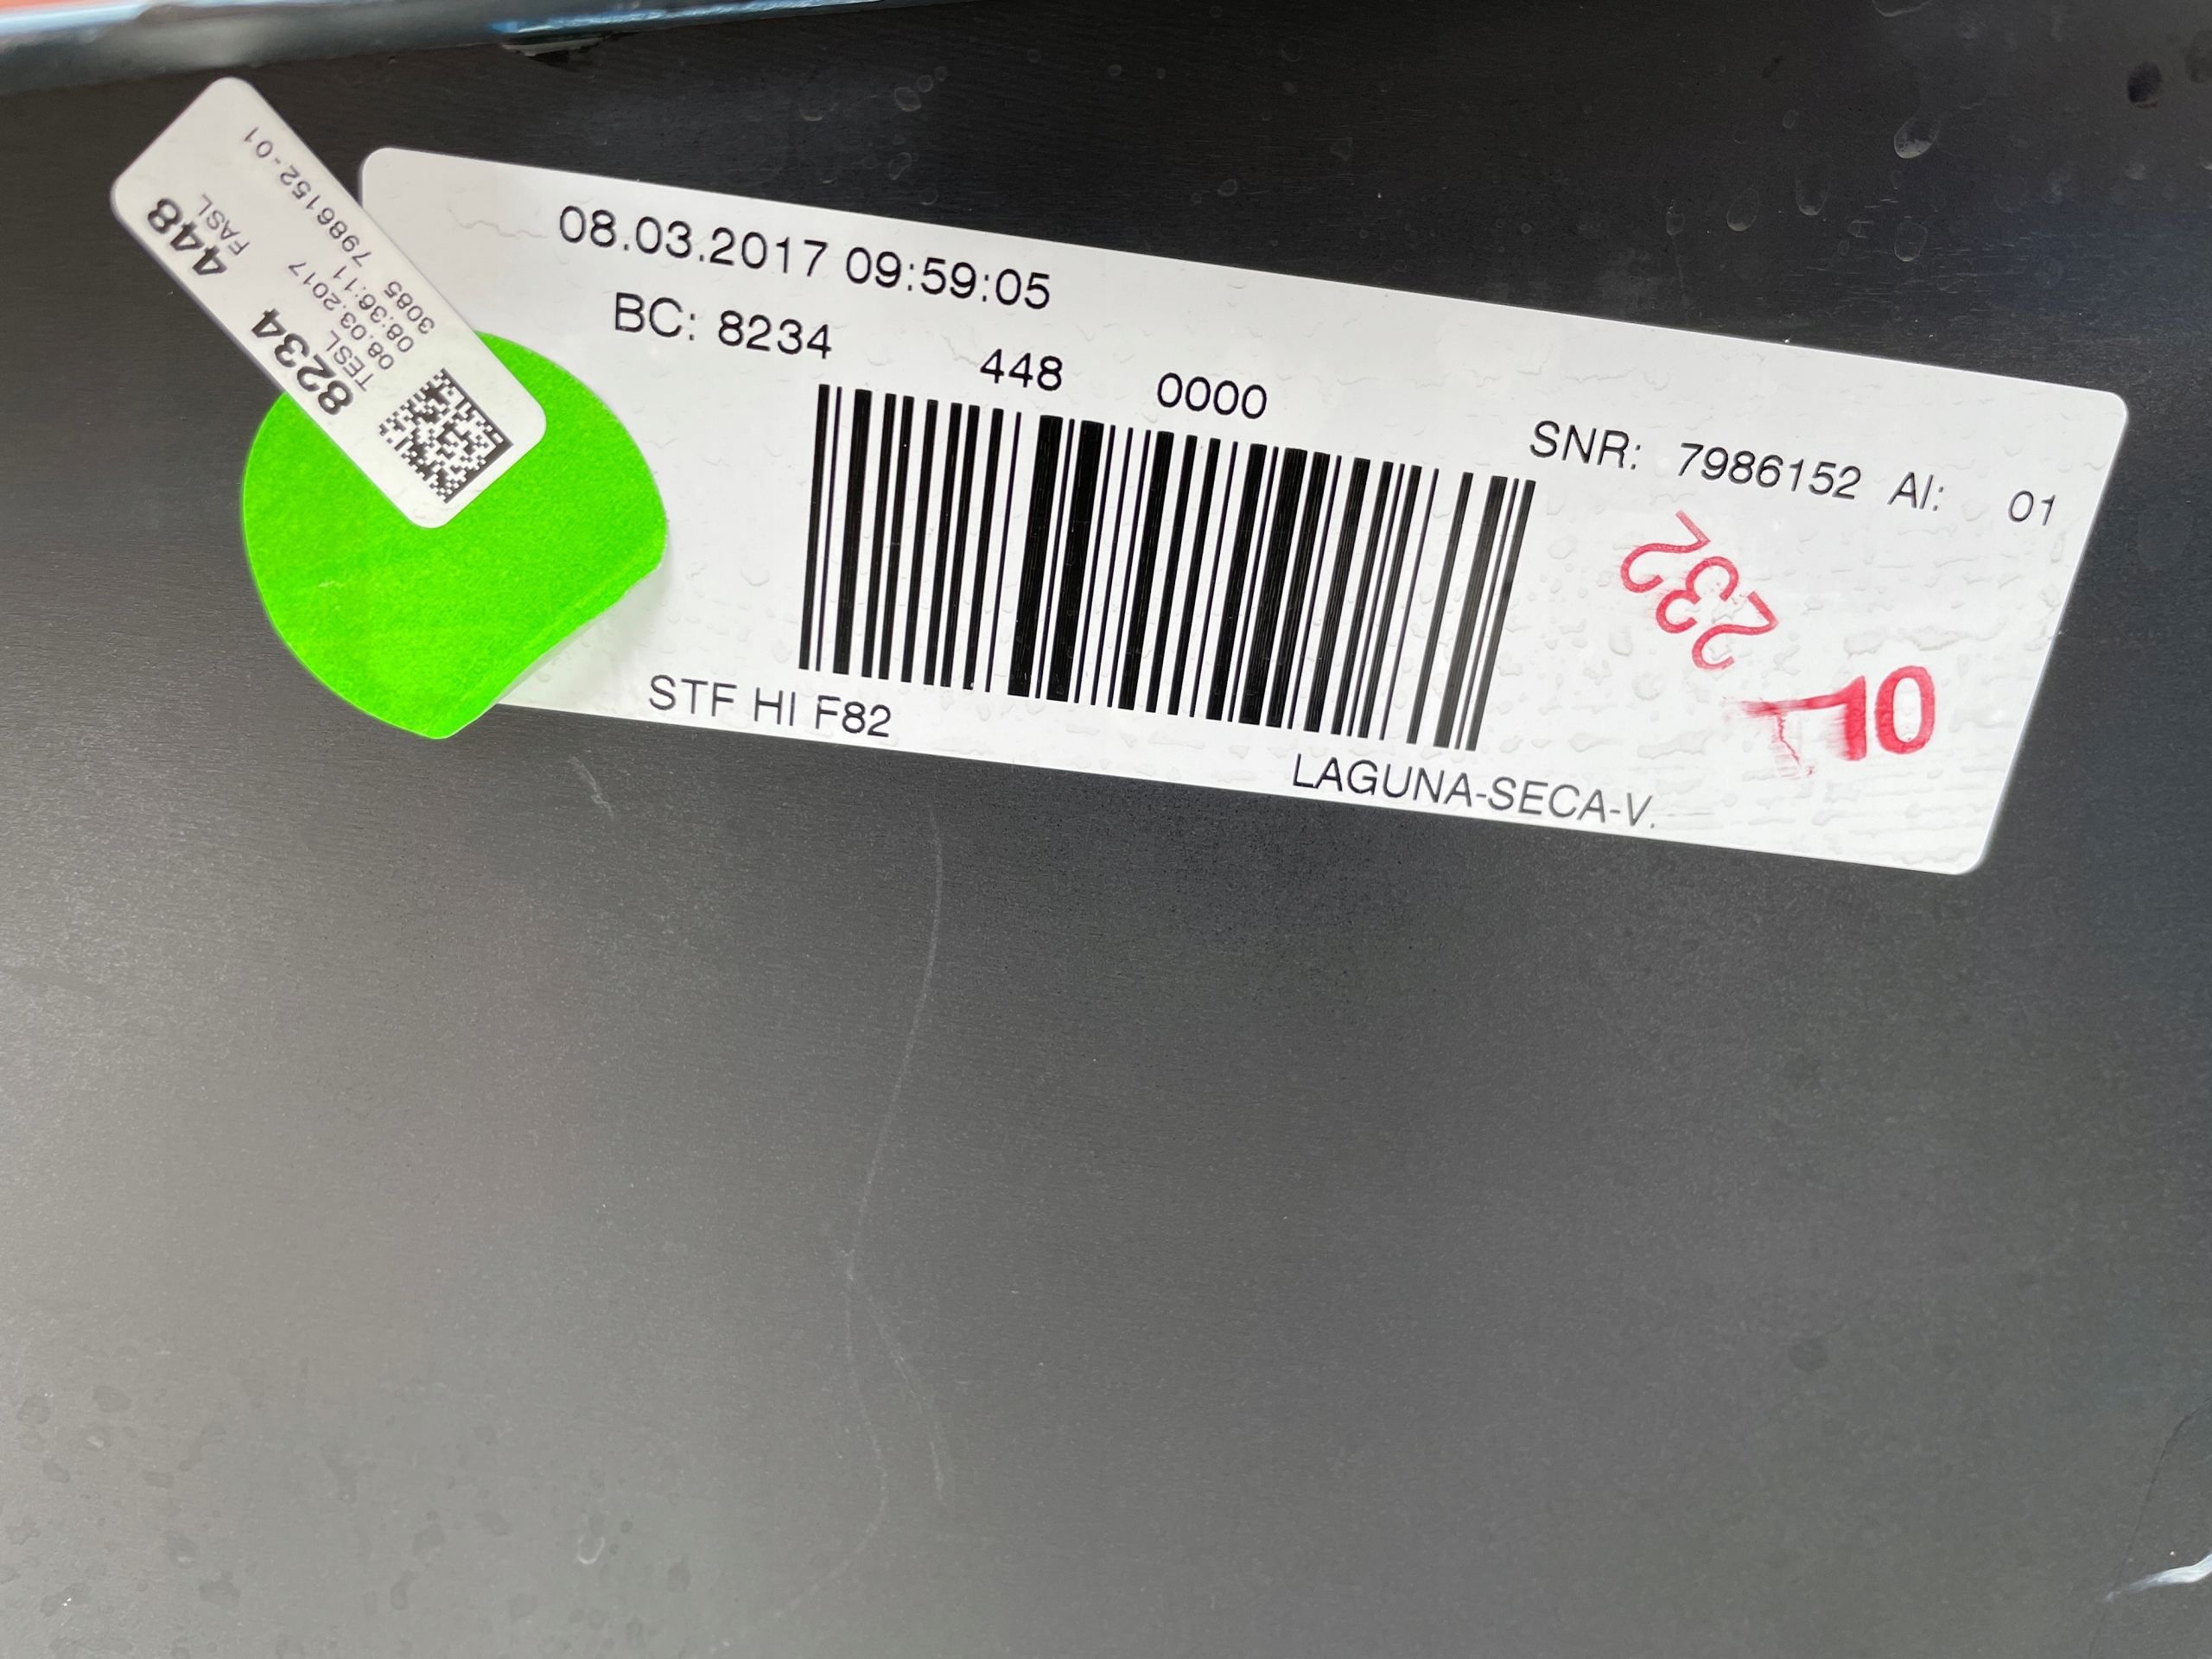 08.03.2017 09:59:05
BC: 8234 448 0000
SNR: 7986152 AI: 01
STF HI F82
LAGUNA-SECA-V.
232
10
8234 448
TESL FASL
08.03.2017
08:36:11
3085 7986152-01